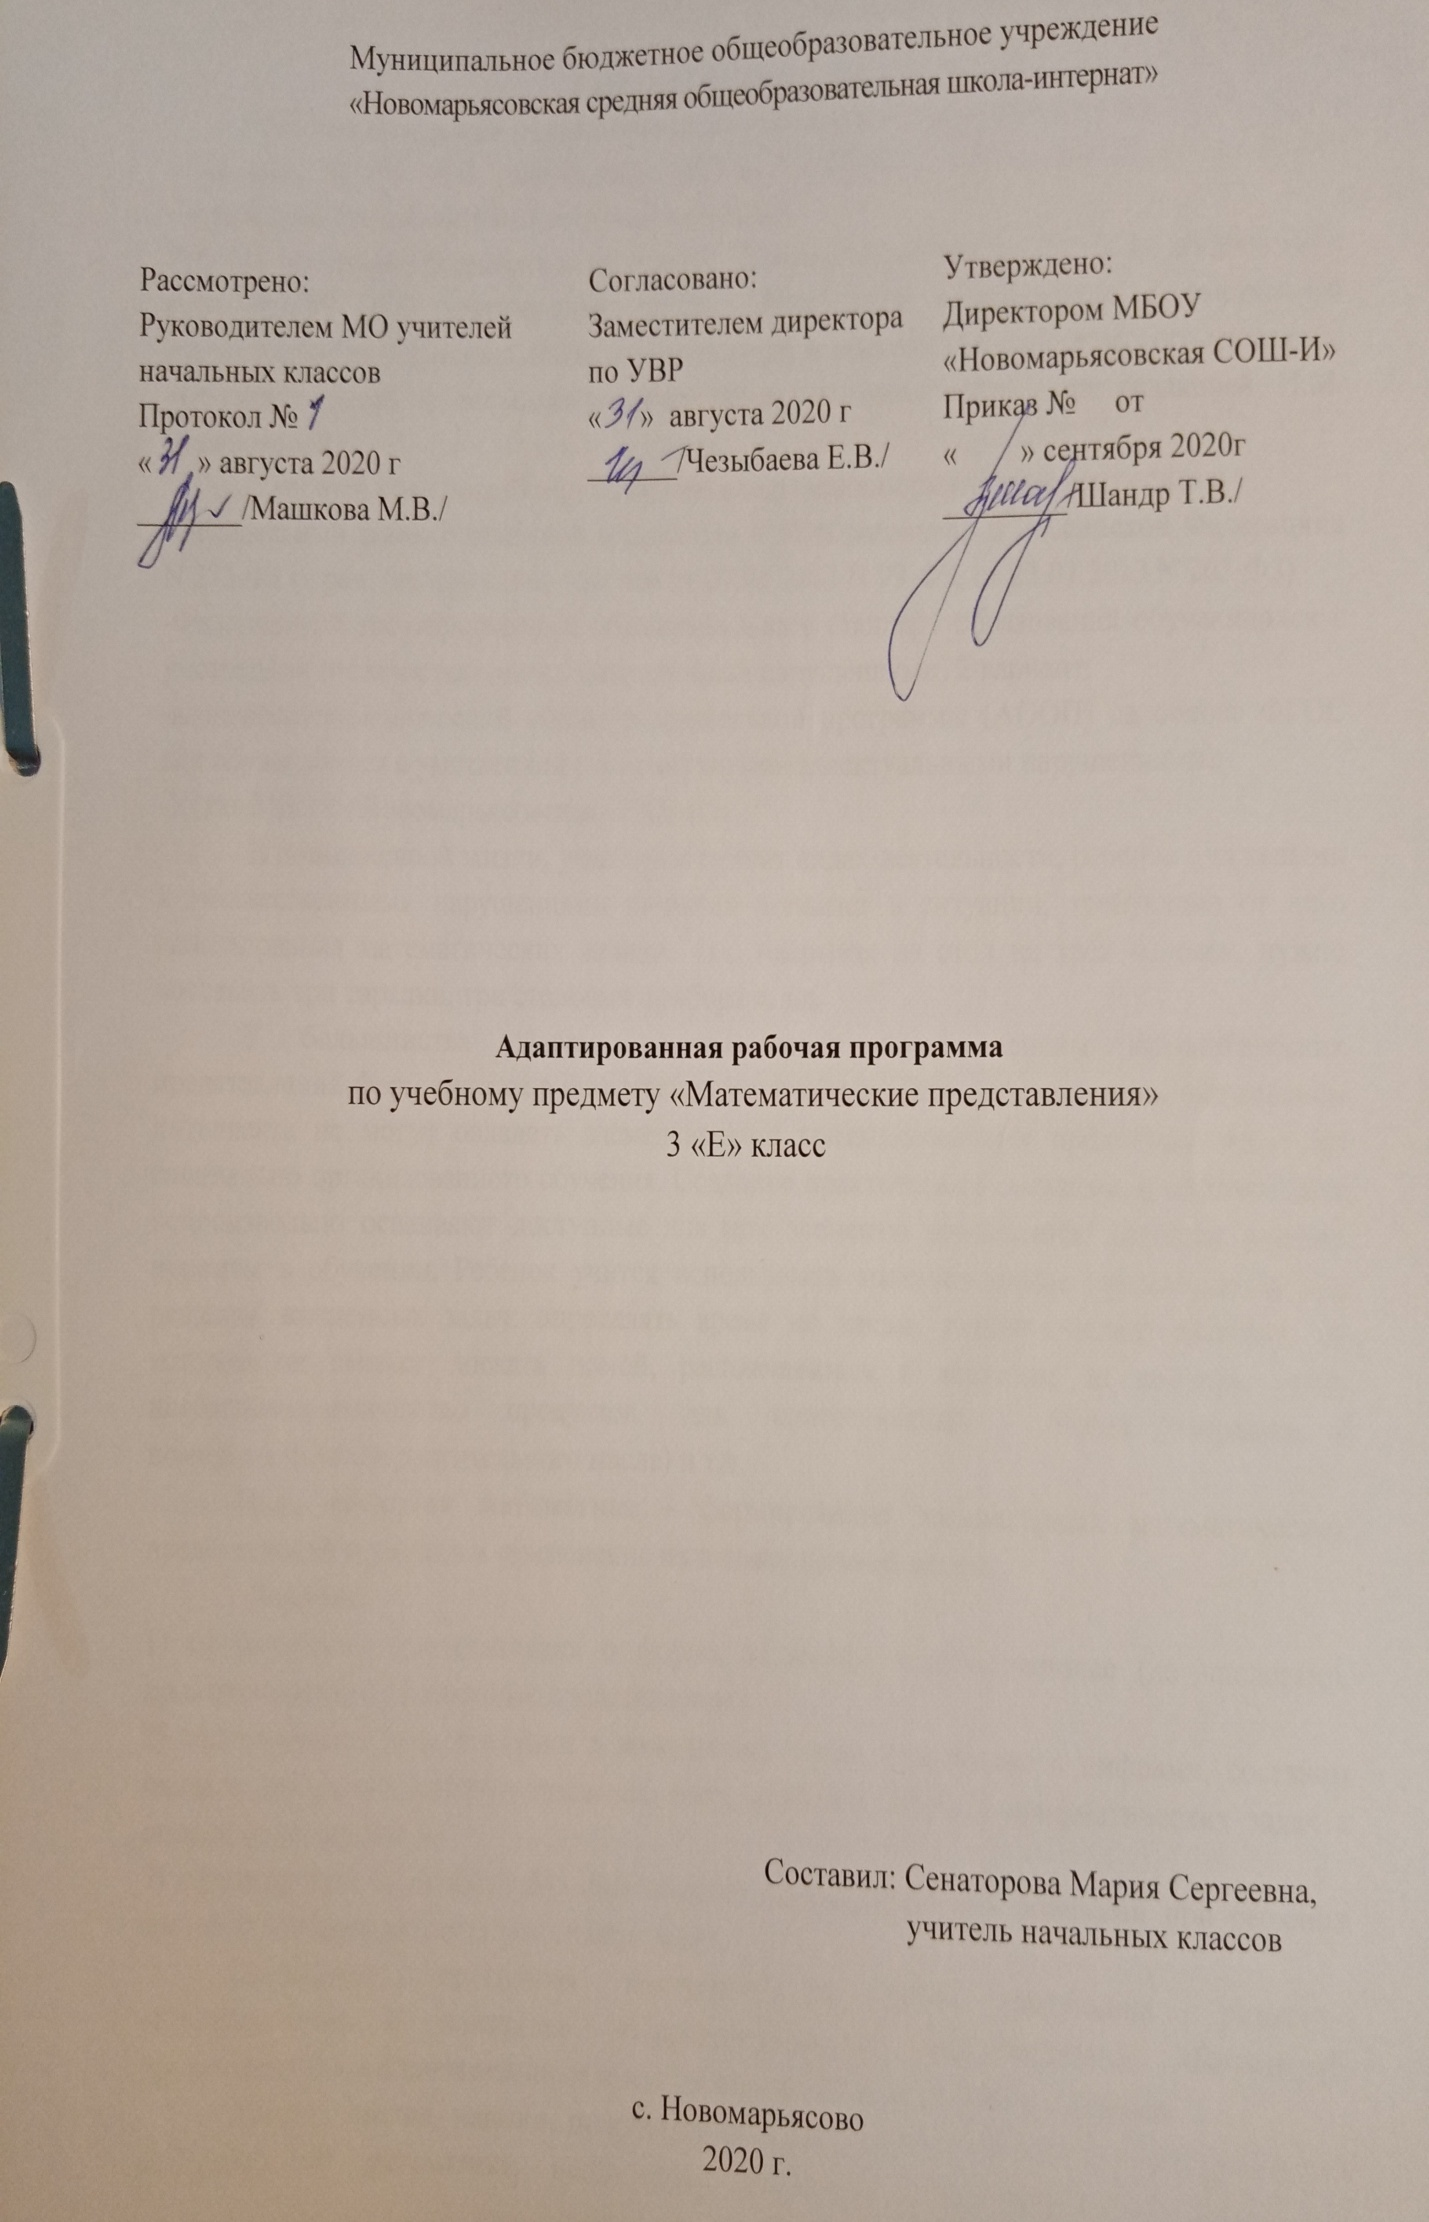 Муниципальное бюджетное общеобразовательное учреждение
«Новомарьясовская средняя общеобразовательная школа-интернат»
Рассмотрено:
Руководителем МО учителей
начальных классов
Протокол № 1
«31» августа 2020 г
/Машкова М.В./
Согласовано:
Заместителем директора
по УВР
«31» августа 2020 г
/Чезыбаева Е.В./
Утверждено:
Директором МБОУ
«Новомарьясовская СОШ-И»
Приказ № от
« » сентября 2020г
/Шандр Т.В./
Адаптированная рабочая программа
по учебному предмету «Математические представления»
3 «Е» класс
Составил: Сенаторова Мария Сергеевна,
учитель начальных классов
с. Новомарьясово
2020 г.